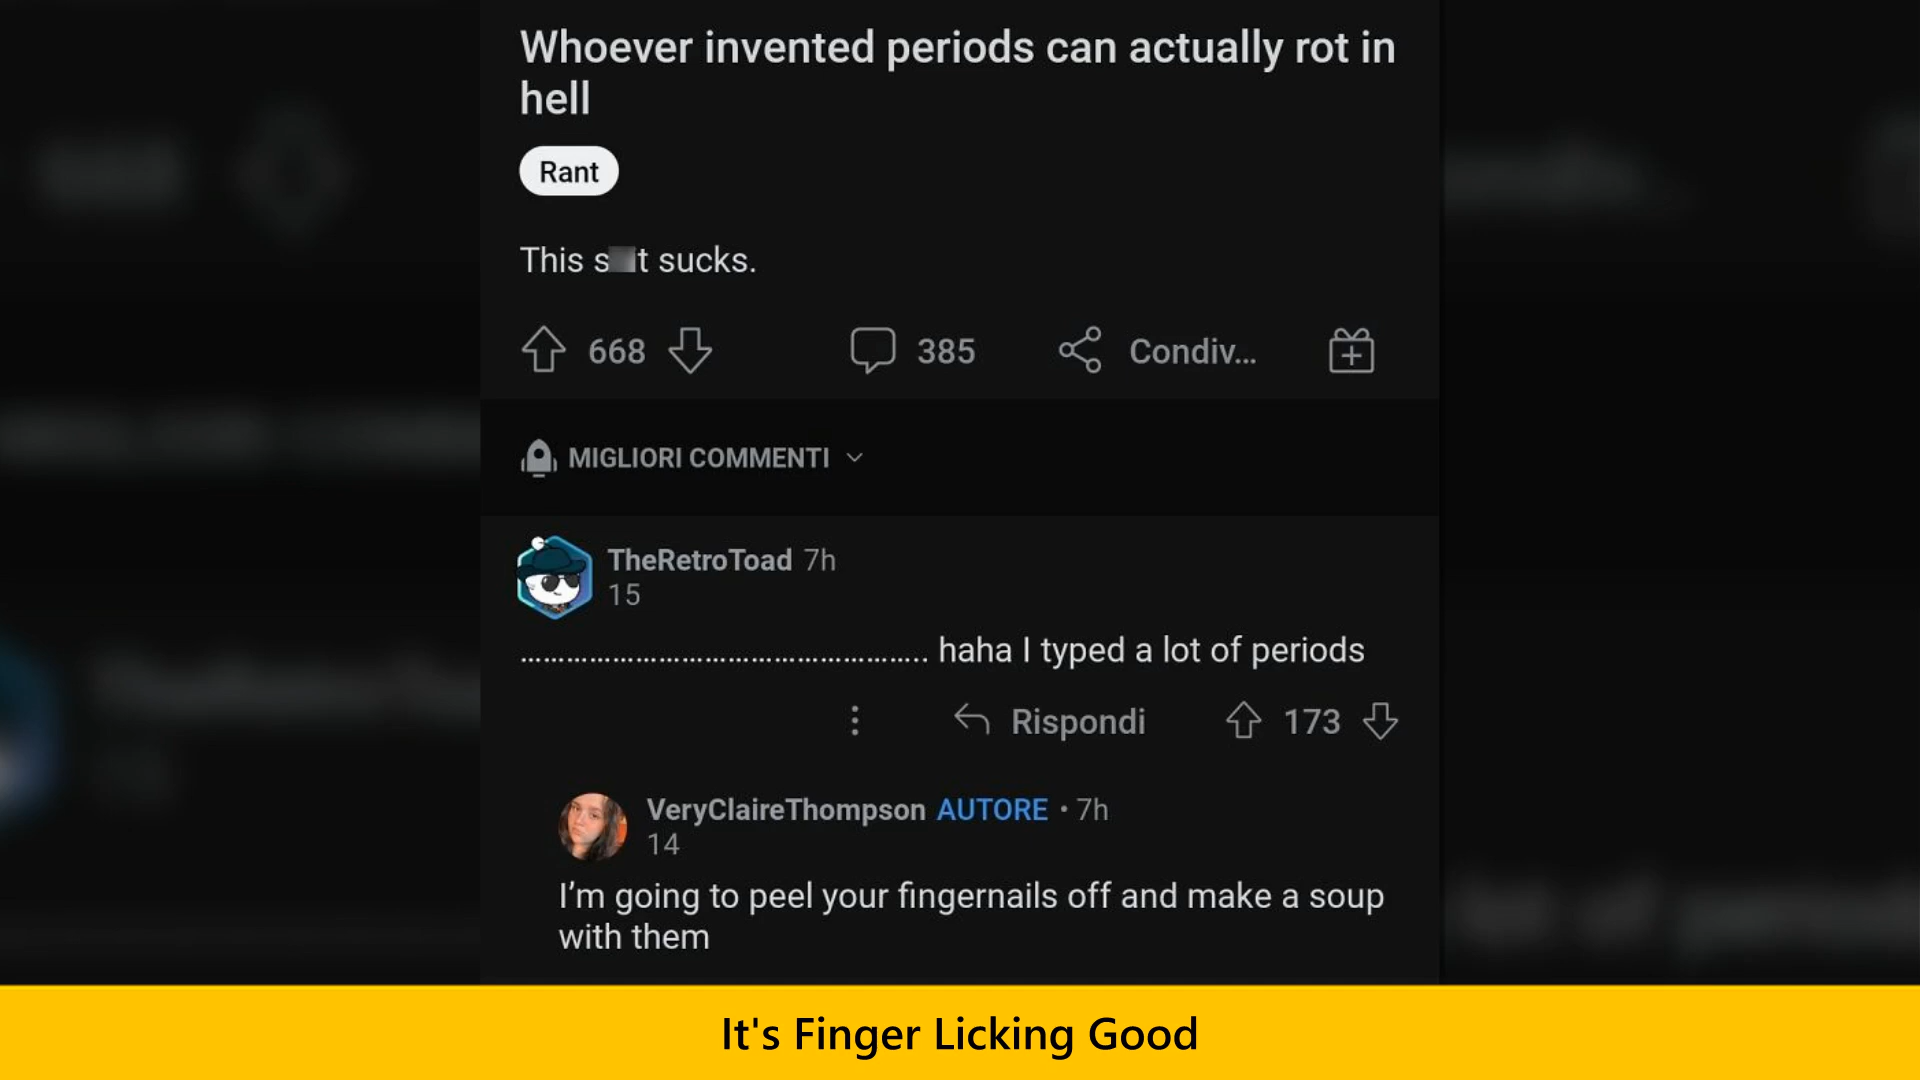 Whoever invented periods can actually rot in
hell
Rant
This s t sucks.
668
385
Condiv...
MIGLIORI COMMENTI
TheRetroToad 7h
15
………………………………………….. haha I typed a lot of periods
Rispondi
173
VeryClaireThompson AUTORE • 7h
14
I’m going to peel your fingernails off and make a soup
with them
It's Finger Licking Good